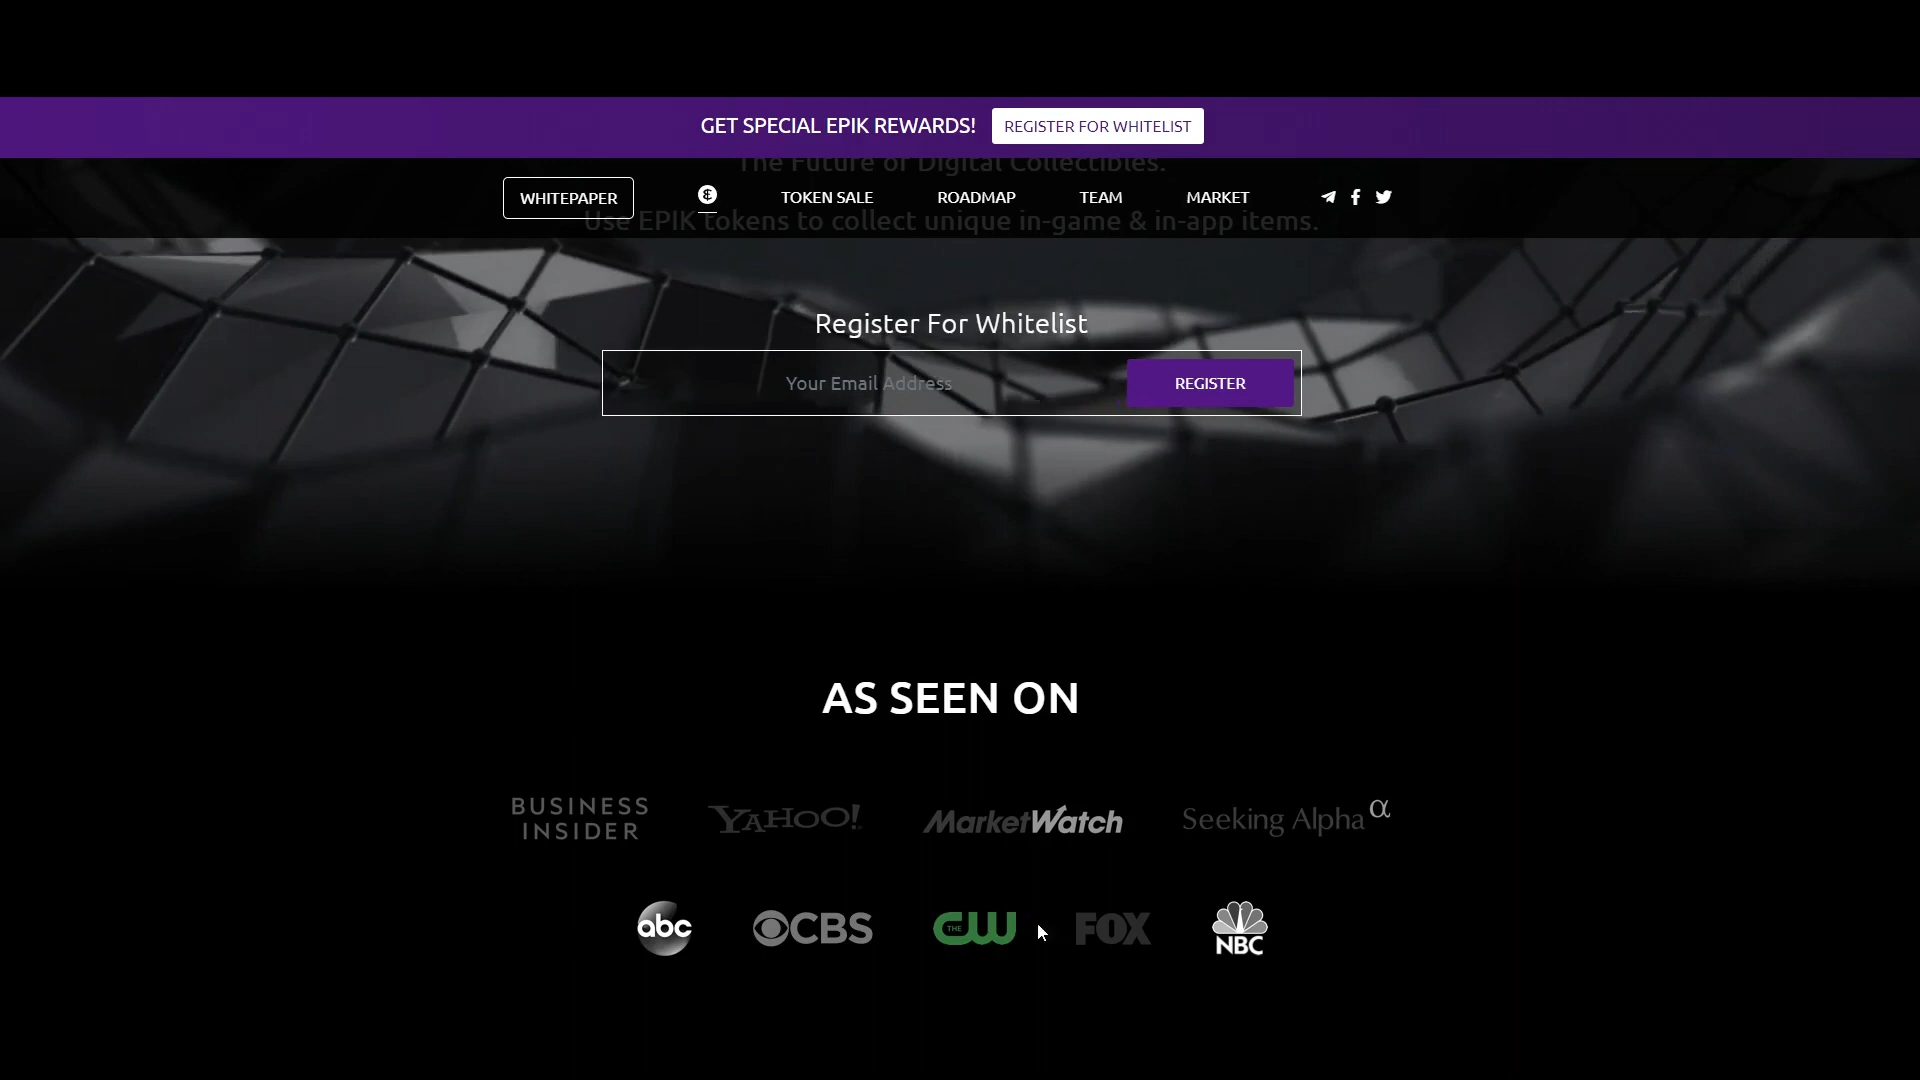 GET SPECIAL EPIK REWARDS! REGISTER FOR WHITELIST
The Future of Digital Collectibles.
WHITEPAPER TOKEN SALE ROADMAP TEAM MARKET
Use EPIK tokens to collect unique in-game & in-app items.
Register For Whitelist
Your Email Address REGISTER
AS SEEN ON
BUSINESS
INSIDER
YAHOO!
MarketWatch
Seeking Alpha α
abc CBS THE CW FOX NBC